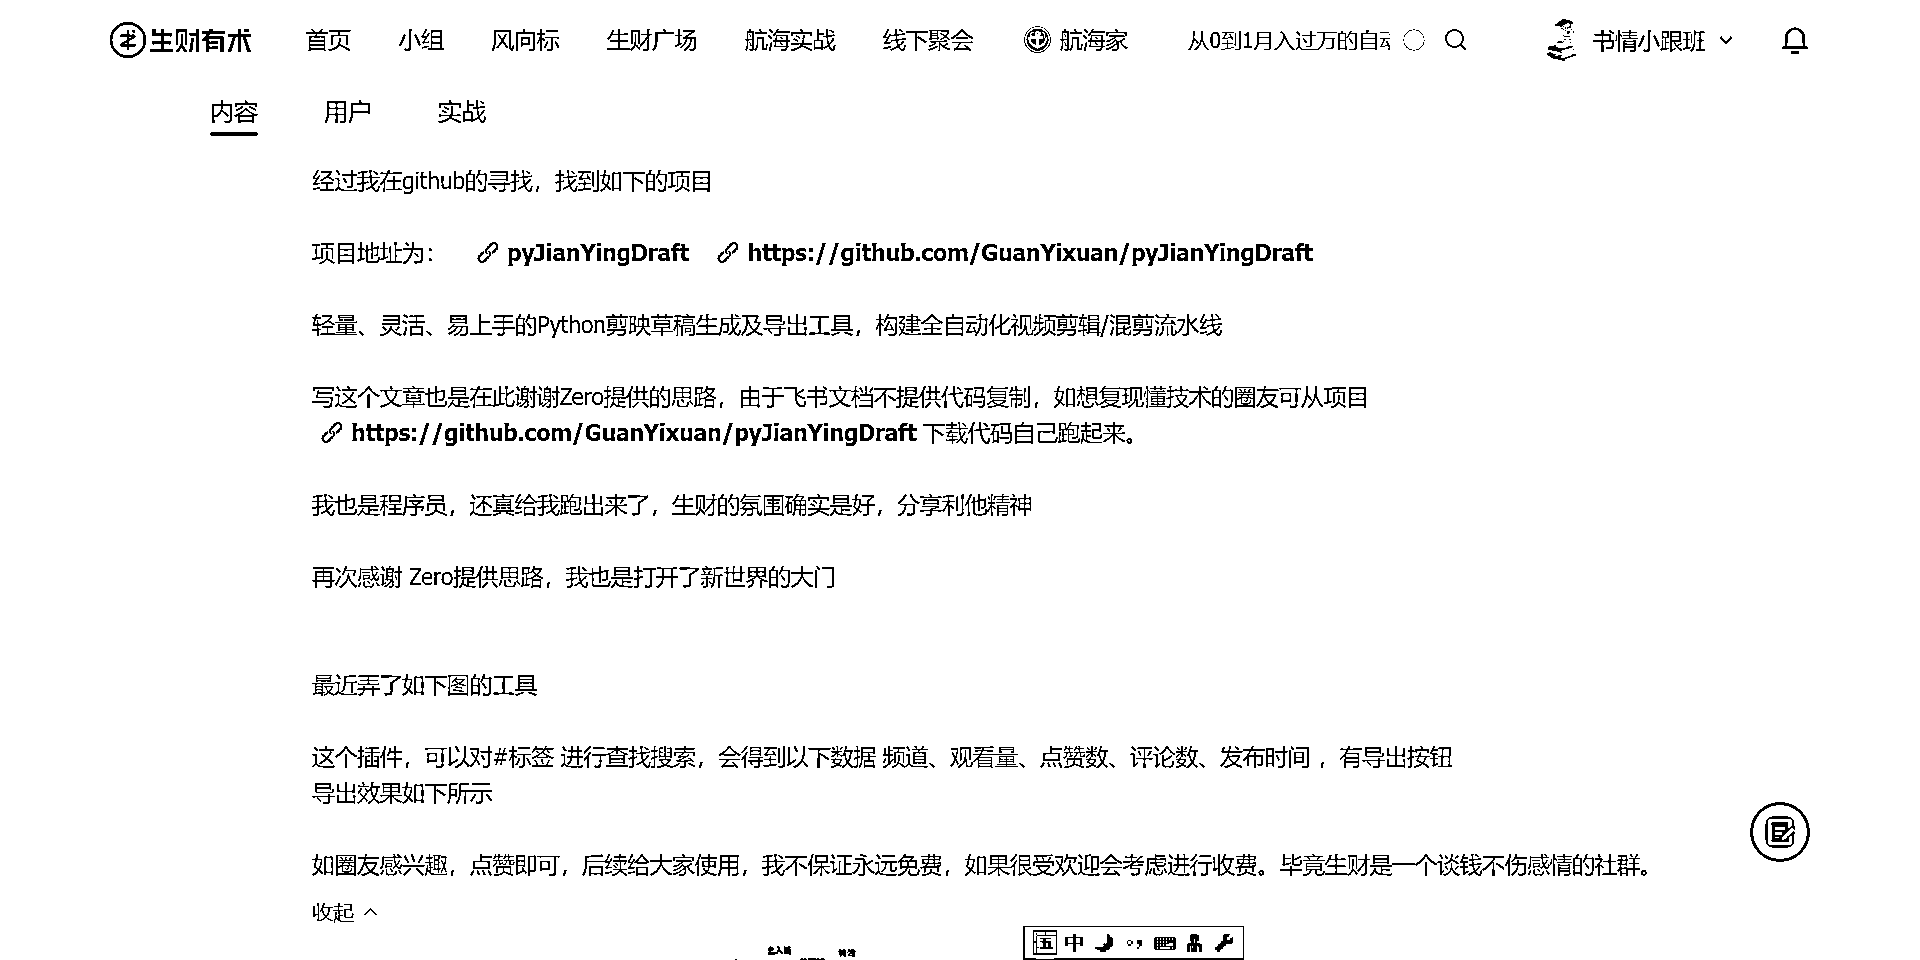 生财有术 首页 小组 风向标 生财广场 航海实战 线下聚会 航海家 从0到1月入过万的自动 书情小跟班
内容 用户 实战
经过我在github的寻找，找到如下的项目
项目地址为： pyJianYingDraft https://github.com/GuanYixuan/pyJianYingDraft
轻量、灵活、易上手的Python剪映草稿生成及导出工具，构建全自动化视频剪辑/混剪流水线
写这个文章也是在此谢谢Zero提供的思路，由于飞书文档不提供代码复制，如想复现懂技术的圈友可从项目
https://github.com/GuanYixuan/pyJianYingDraft 下载代码自己跑起来。
我也是程序员，还真给我跑出来了，生财的氛围确实是好，分享利他精神
再次感谢 Zero提供思路，我也是打开了新世界的大门
最近弄了如下图的工具
这个插件，可以对#标签 进行查找搜索，会得到以下数据 频道、观看量、点赞数、评论数、发布时间 ，有导出按钮
导出效果如下所示
如圈友感兴趣，点赞即可，后续给大家使用，我不保证永远免费，如果很受欢迎会考虑进行收费。毕竟生财是一个谈钱不伤感情的社群。
收起
五 中